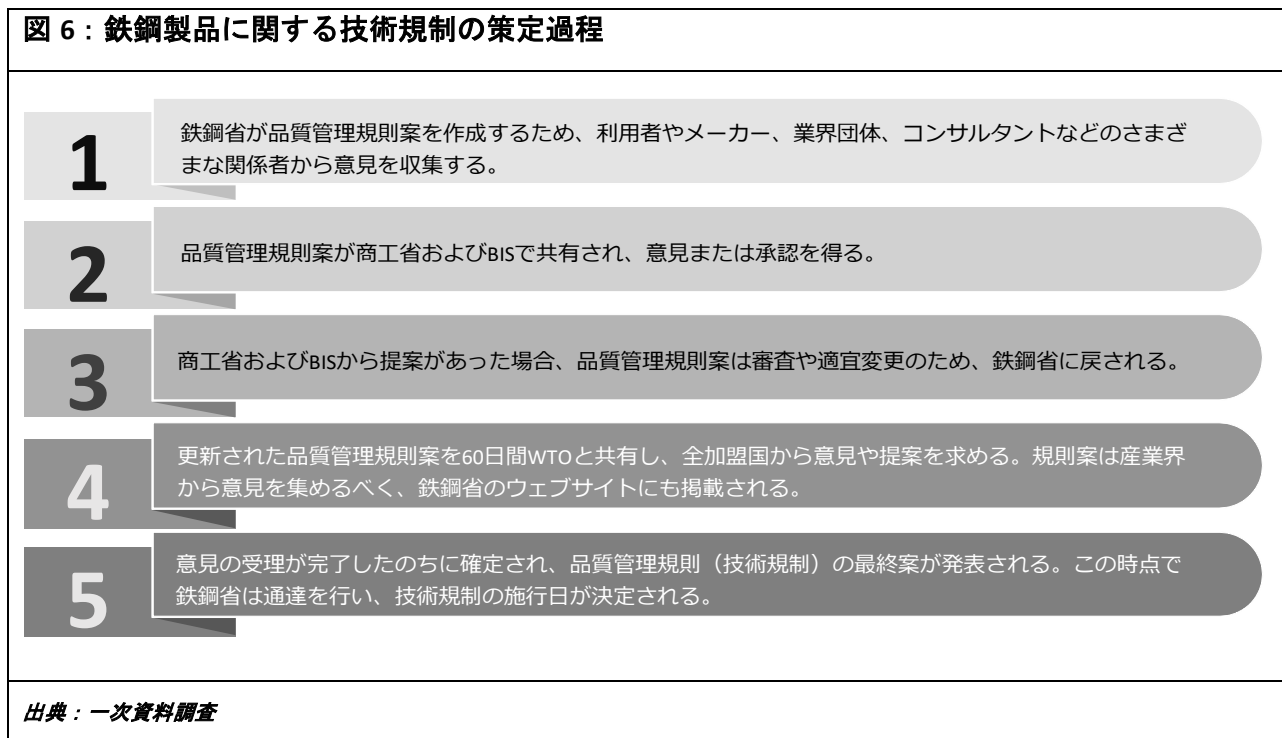 図 6：鉄鋼製品に関する技術規制の策定過程
1
鉄鋼省が品質管理規則案を作成するため、利用者やメーカー、業界団体、コンサルタントなどのさまざ
まな関係者から意見を収集する。
2
品質管理規則案が商工省およびBISで共有され、意見または承認を得る。
3
商工省およびBISから提案があった場合、品質管理規則案は審査や適宜変更のため、鉄鋼省に戻される。
4
更新された品質管理規則案を60日間WTOと共有し、全加盟国から意見や提案を求める。規則案は産業界
から意見を集めるべく、鉄鋼省のウェブサイトにも掲載される。
5
意見の受理が完了したのちに確定され、品質管理規則（技術規制）の最終案が発表される。この時点で
鉄鋼省は通達を行い、技術規制の施行日が決定される。
出典：一次資料調査